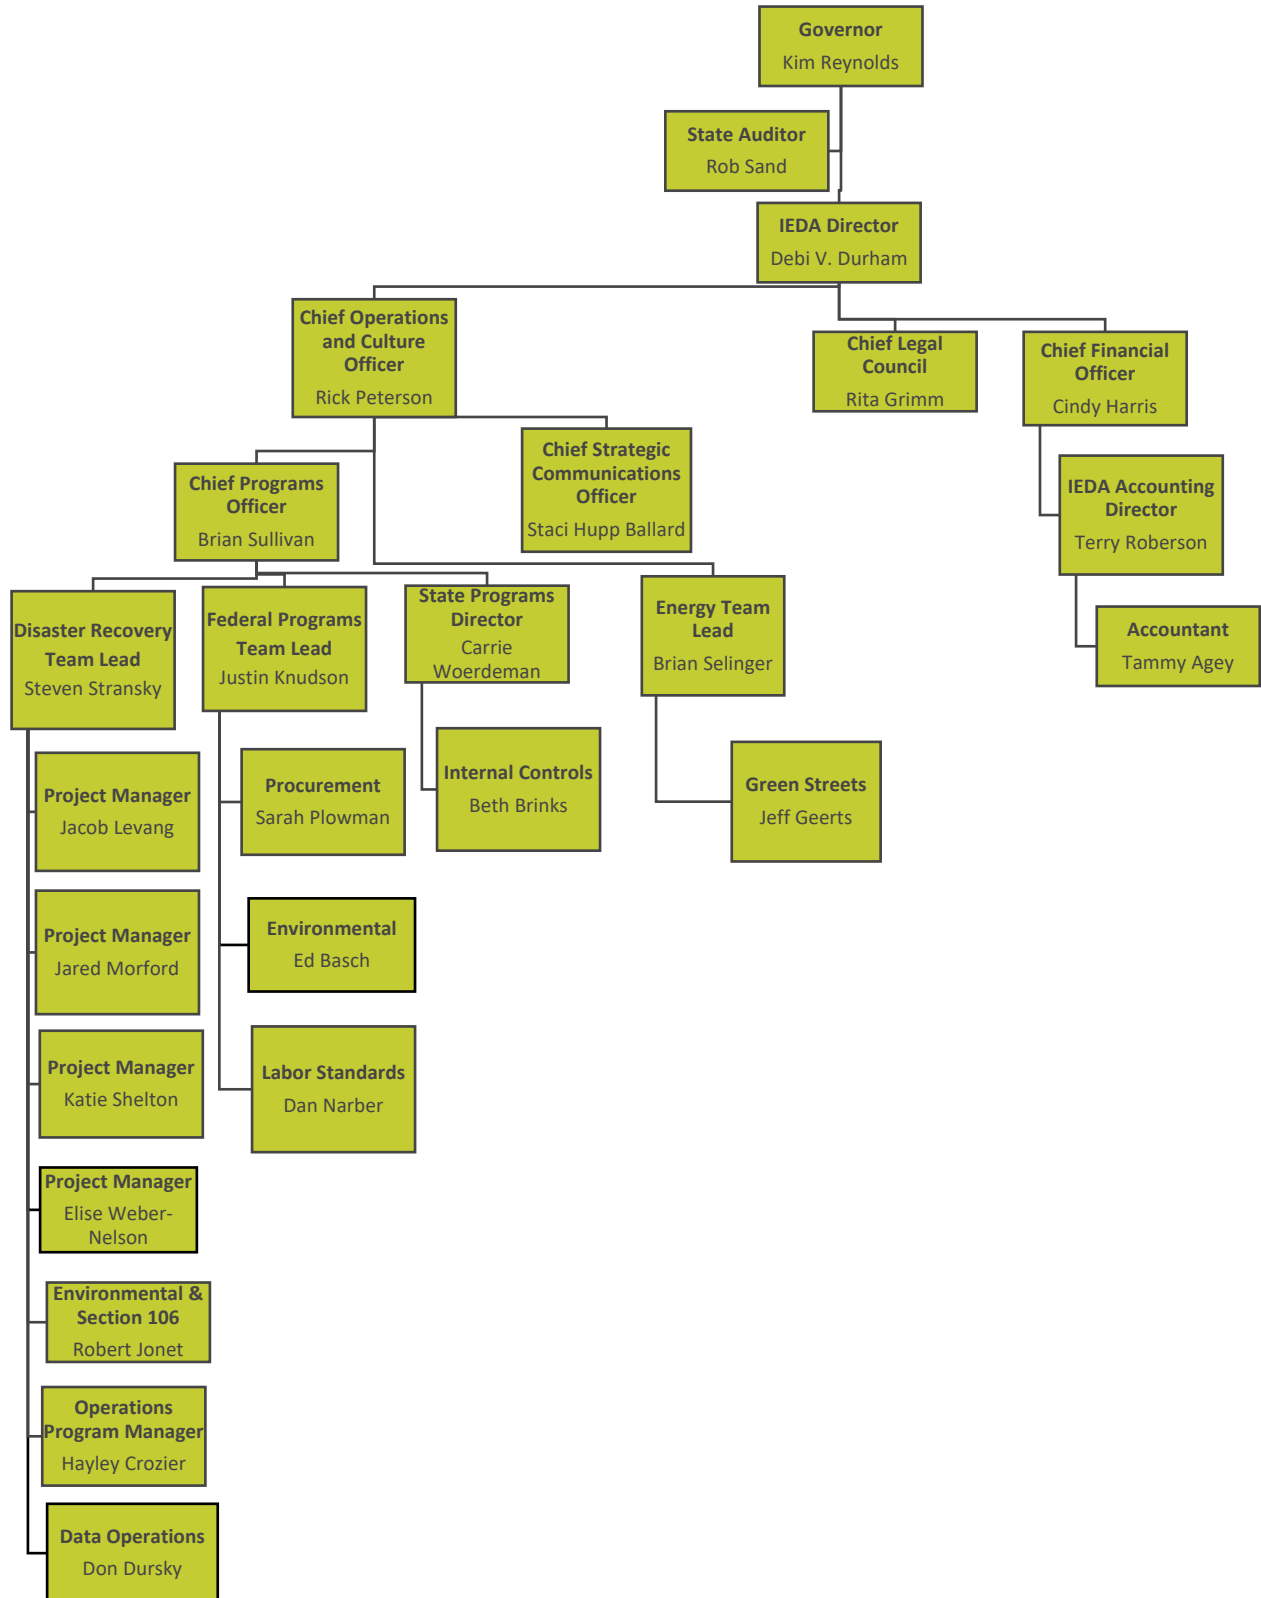 Governor
Kim Reynolds
State Auditor
Rob Sand
IEDA Director
Debi V. Durham
Chief Operations
and Culture
Officer
Rick Peterson
Chief Legal
Council
Rita Grimm
Chief Financial
Officer
Cindy Harris
Chief Strategic
Communications
Officer
Staci Hupp Ballard
Chief Programs
Officer
Brian Sullivan
IEDA Accounting
Director
Terry Roberson
Disaster Recovery
Team Lead
Steven Stransky
Federal Programs
Team Lead
Justin Knudson
State Programs
Director
Carrie
Woerdeman
Energy Team
Lead
Brian Selinger
Accountant
Tammy Agey
Project Manager
Jacob Levang
Procurement
Sarah Plowman
Internal Controls
Beth Brinks
Green Streets
Jeff Geerts
Project Manager
Jared Morford
Environmental
Ed Basch
Project Manager
Katie Shelton
Labor Standards
Dan Narber
Project Manager
Elise Weber-
Nelson
Environmental &
Section 106
Robert Jonet
Operations
Program Manager
Hayley Crozier
Data Operations
Don Dursky